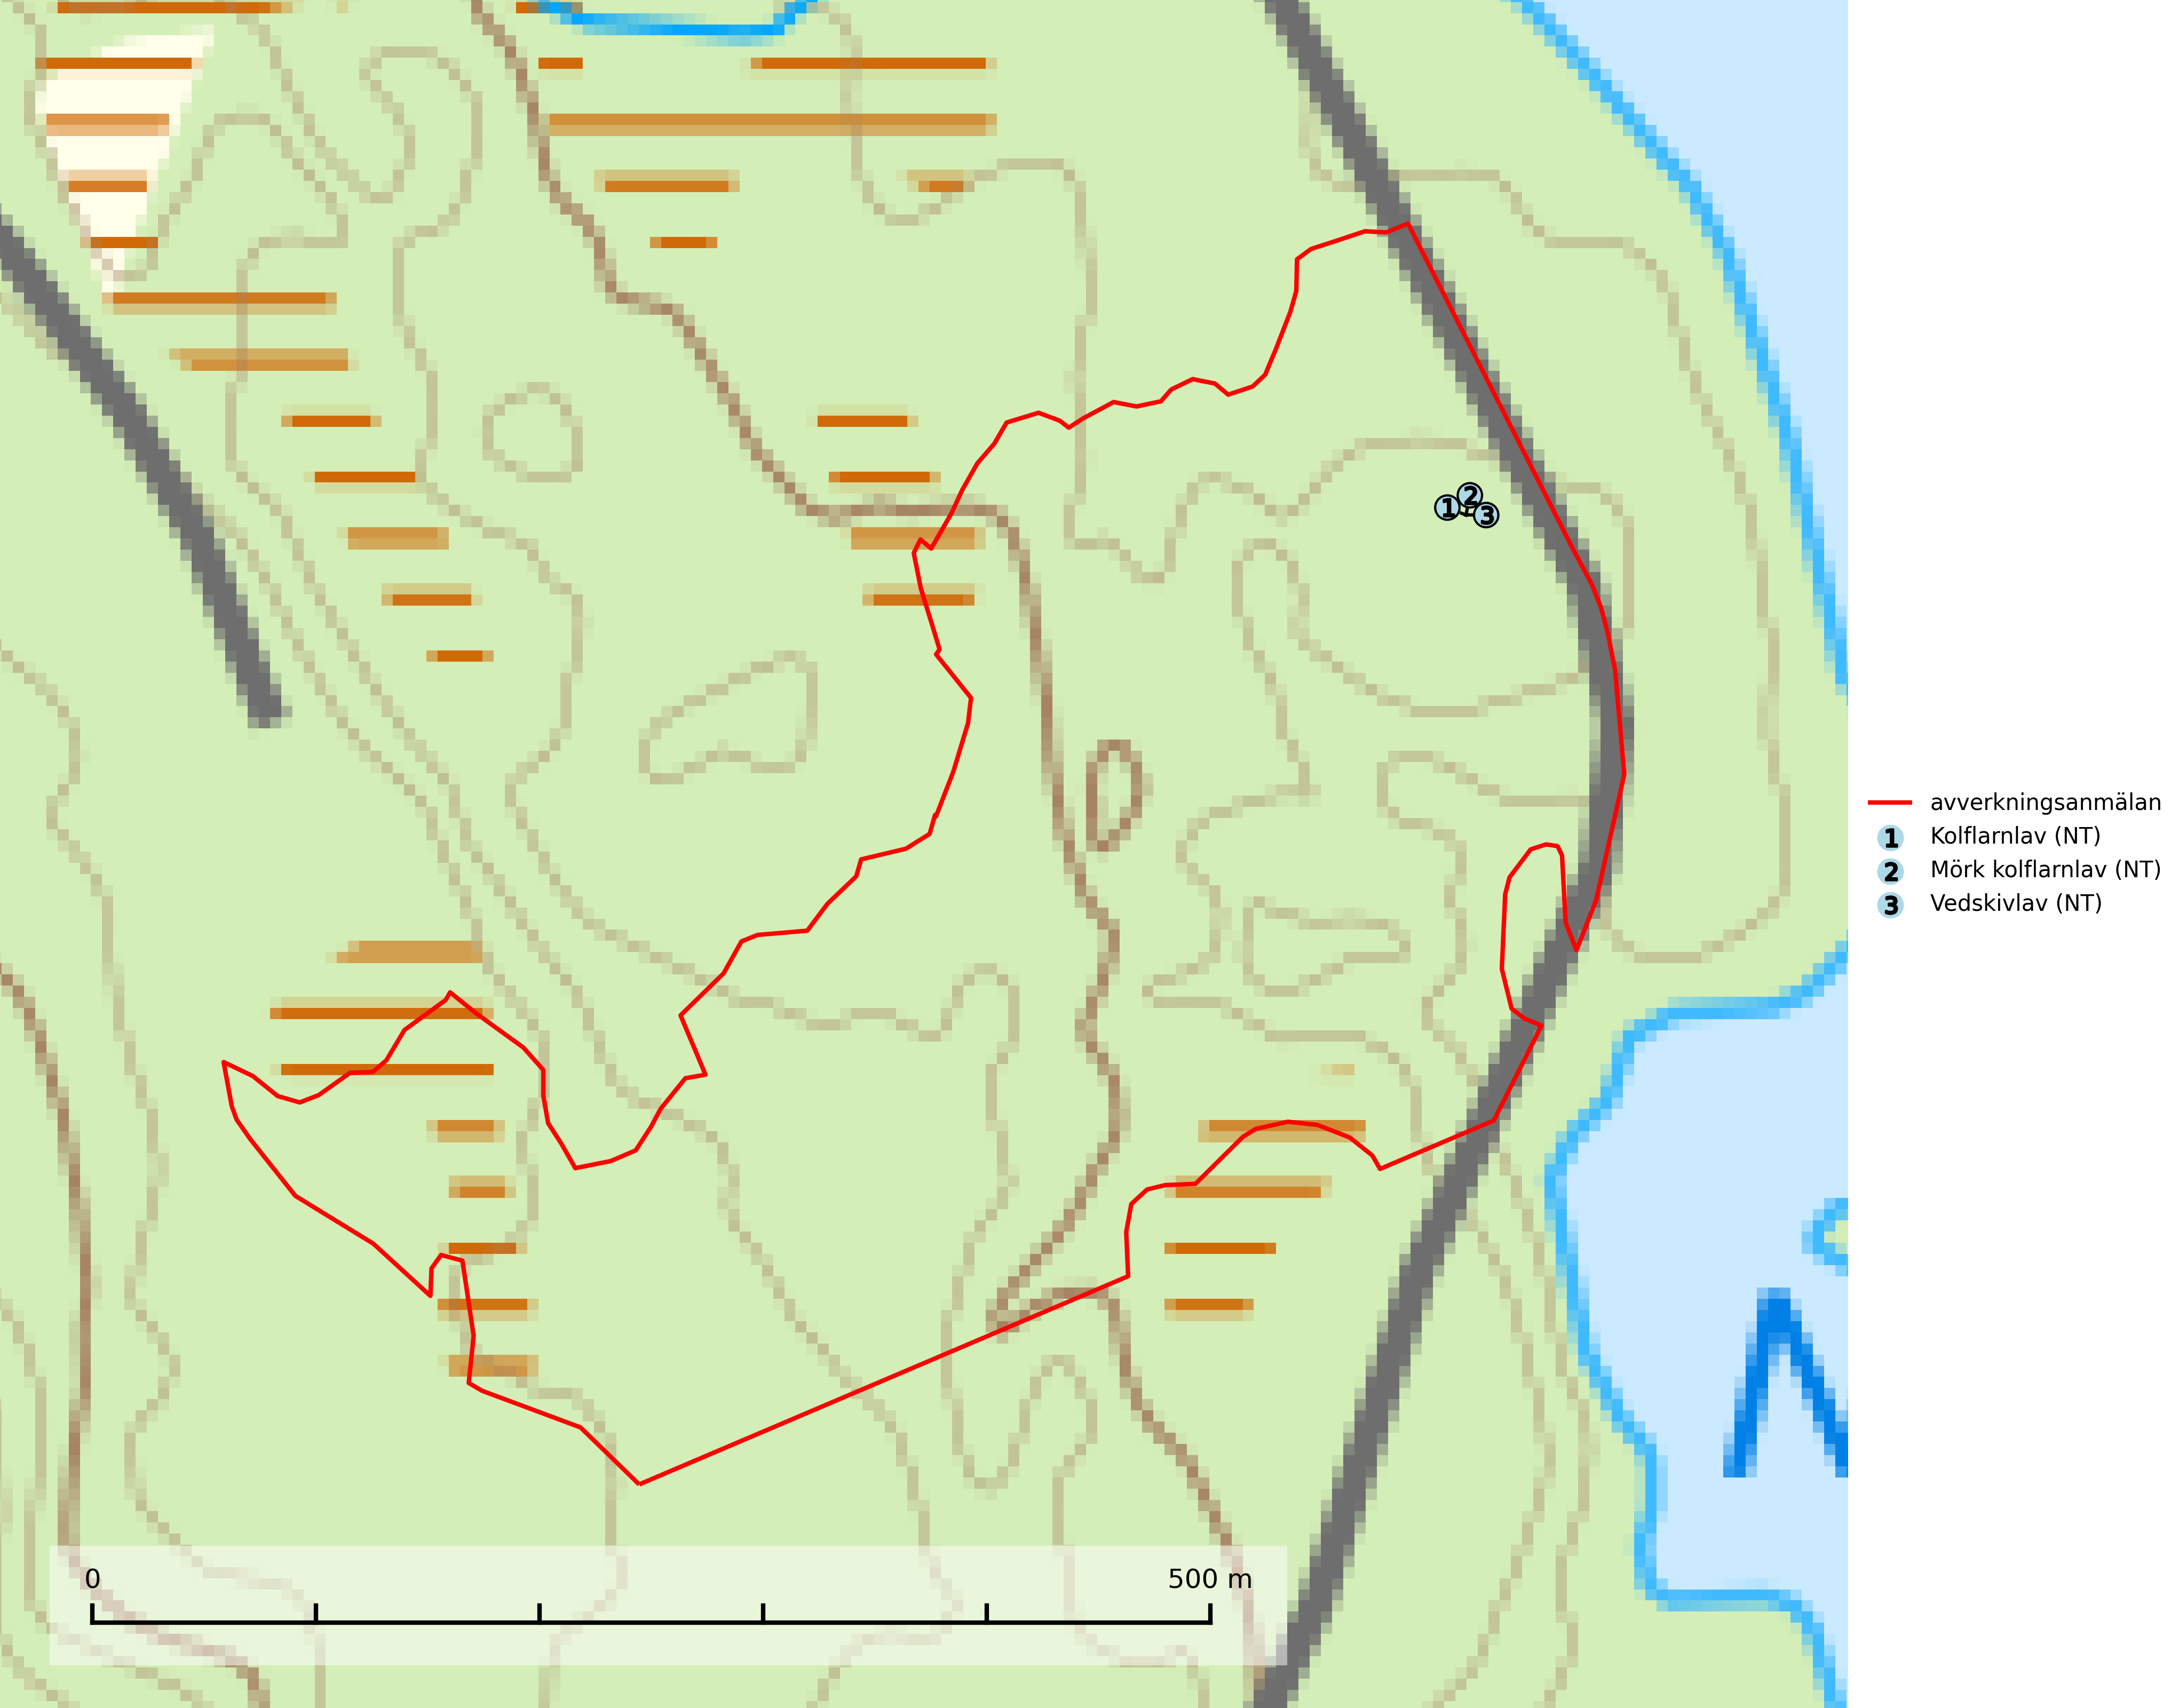 1 2 3
avverkningsanmälan
1 Kolflarnlav (NT)
2 Mörk kolflarnlav (NT)
3 Vedskivlav (NT)
0 500 m